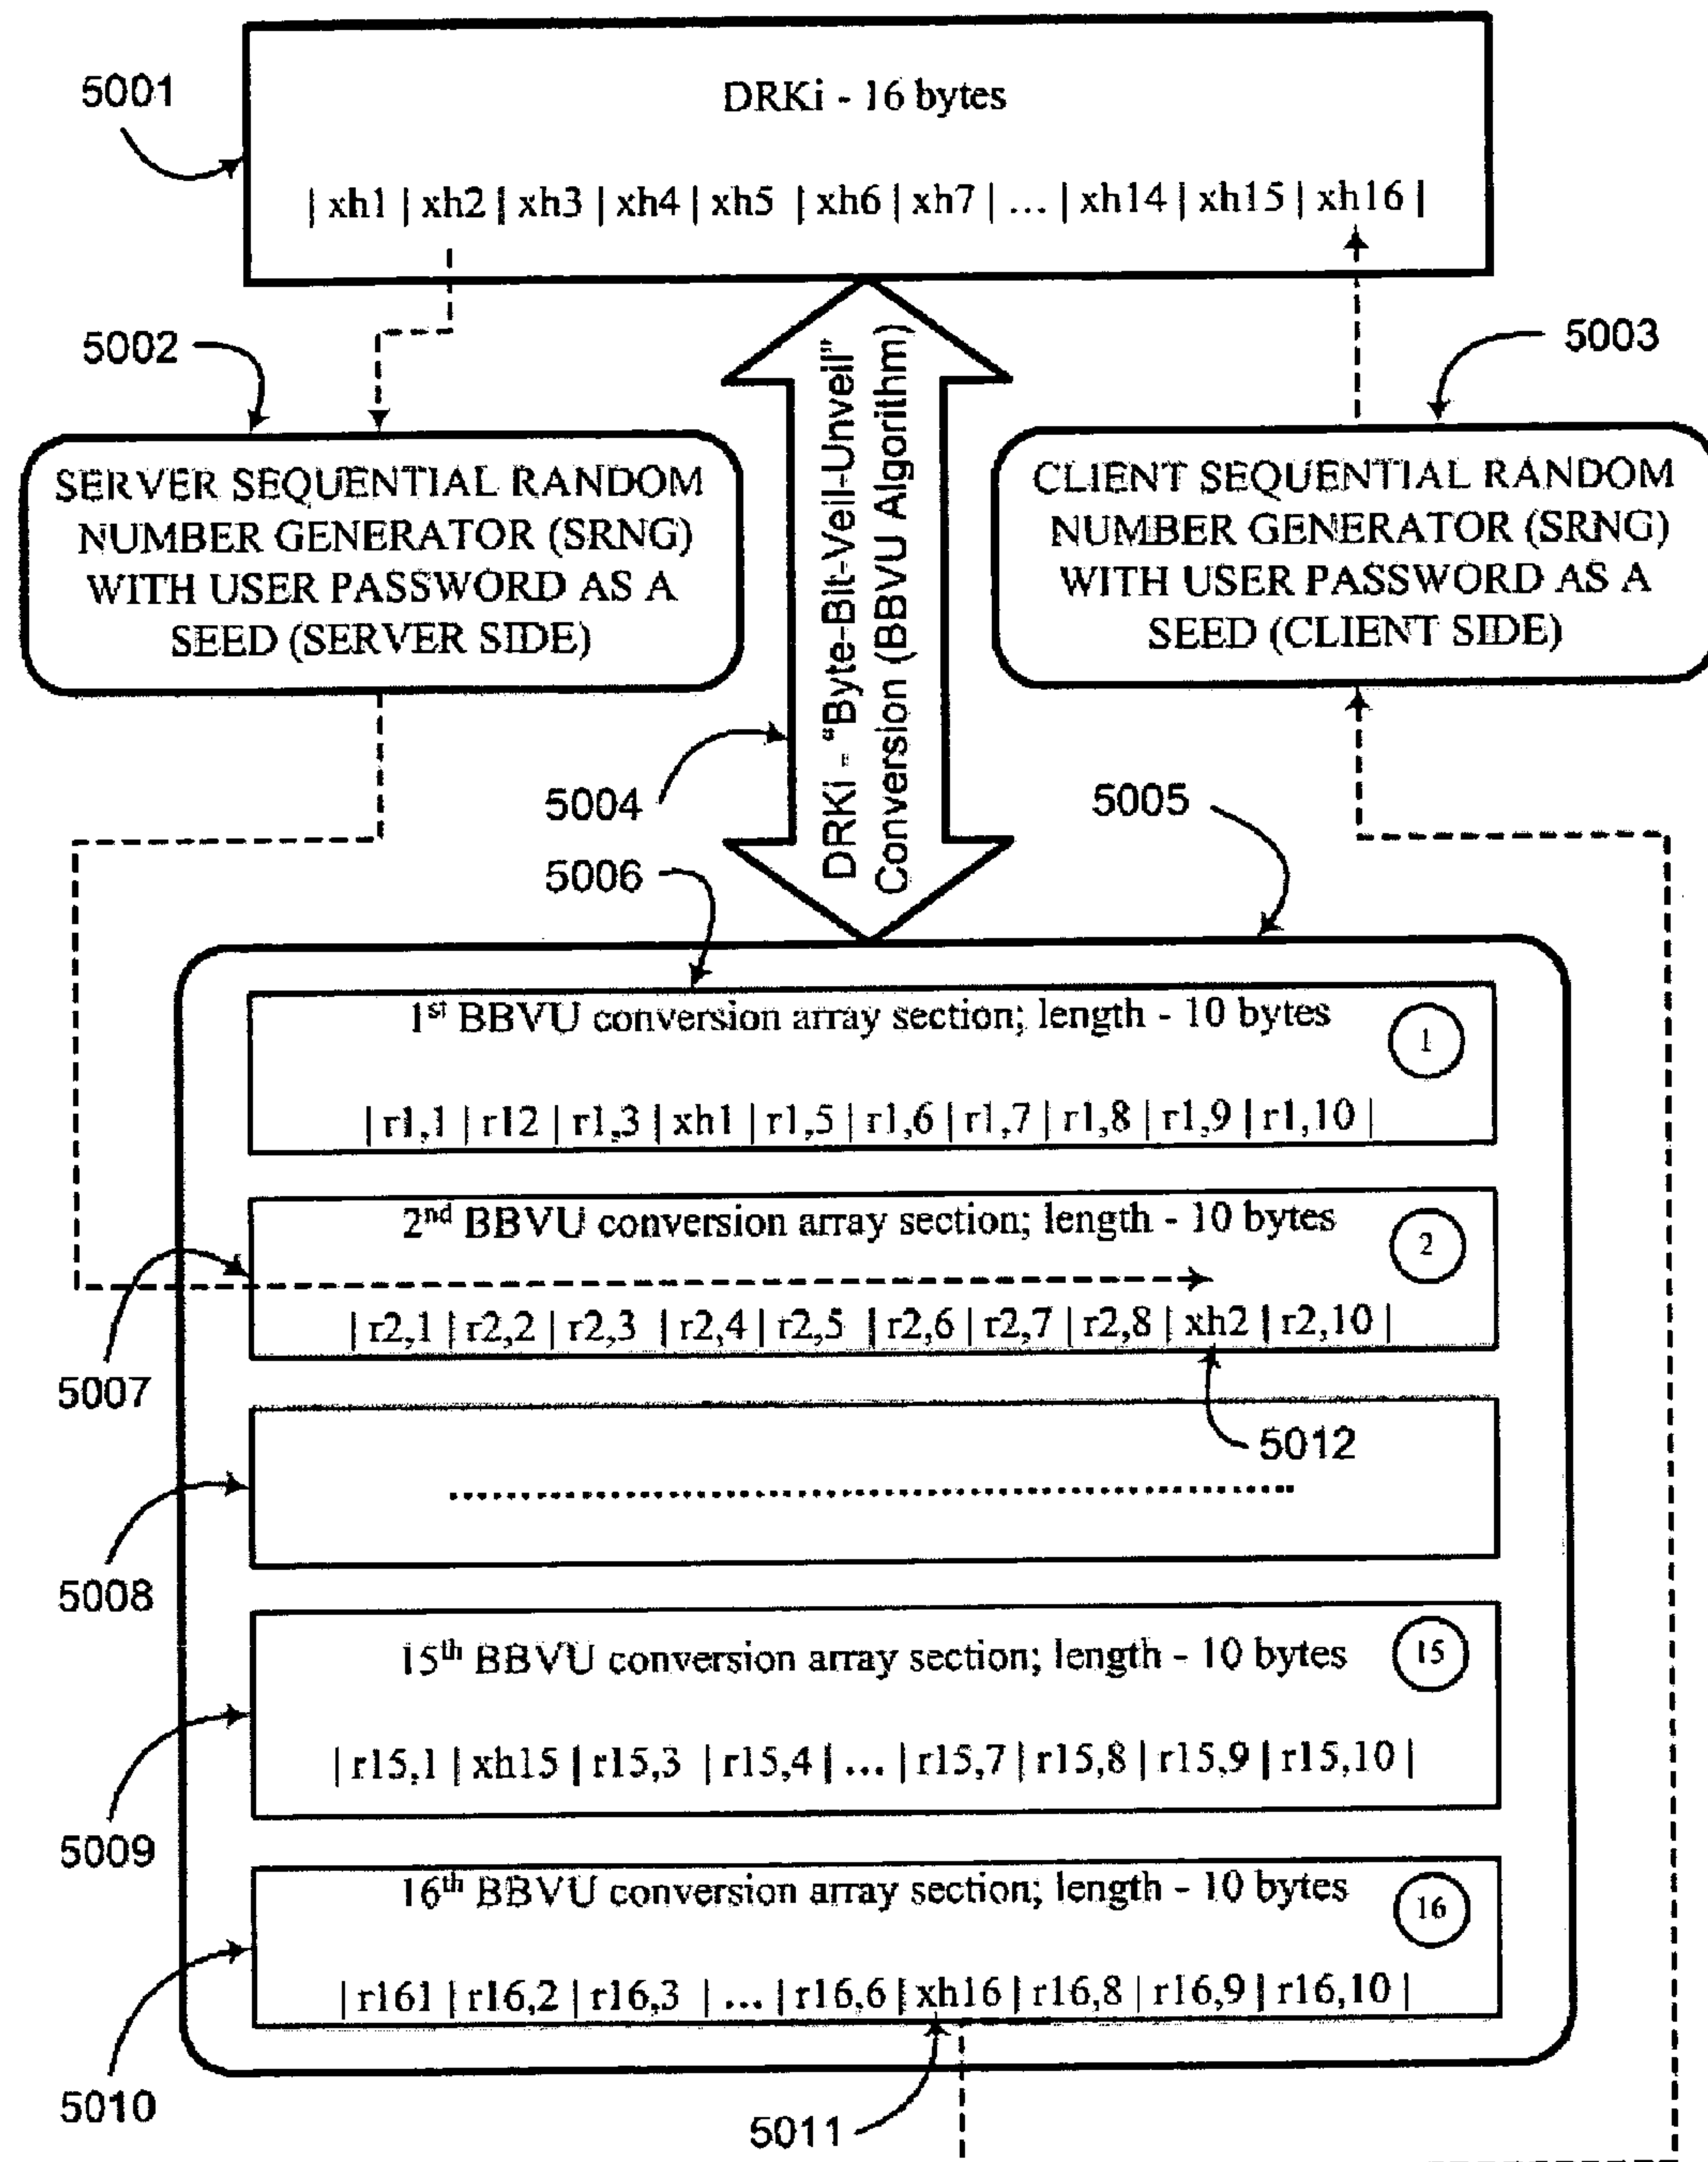 5001
DRKi - 16 bytes
| xh1 | xh2 | xh3 | xh4 | xh5 | xh6 | xh7 | ... | xh14 | xh15 | xh16 |
5002
5003
SERVER SEQUENTIAL RANDOM
NUMBER GENERATOR (SRNG)
WITH USER PASSWORD AS A
SEED (SERVER SIDE)
DRKi - "Byte-Bit-Veil-Unveil"
Conversion (BBVU Algorithm)
CLIENT SEQUENTIAL RANDOM
NUMBER GENERATOR (SRNG)
WITH USER PASSWORD AS A
SEED (CLIENT SIDE)
5004
5005
5006
1st BBVU conversion array section; length - 10 bytes
1
| r1,1 | r12 | r1,3 | xh1 | r1,5 | r1,6 | r1,7 | r1,8 | r1,9 | r1,10 |
2nd BBVU conversion array section; length - 10 bytes
2
| r2,1 | r2,2 | r2,3 | r2,4 | r2,5 | r2,6 | r2,7 | r2,8 | xh2 | r2,10 |
5007
5012
........................
5008
15th BBVU conversion array section; length - 10 bytes
15
| r15,1 | xh15 | r15,3 | r15,4 | ... | r15,7 | r15,8 | r15,9 | r15,10 |
5009
16th BBVU conversion array section; length - 10 bytes
16
| r161 | r16,2 | r16,3 | ... | r16,6 | xh16 | r16,8 | r16,9 | r16,10 |
5010
5011